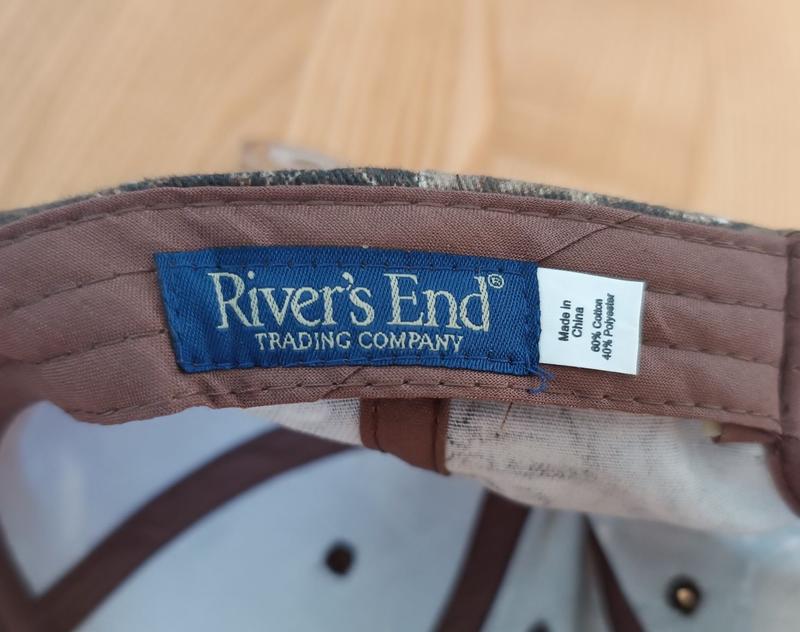 River's End®
TRADING COMPANY
Made in
China
60% Cotton
40% Polyester